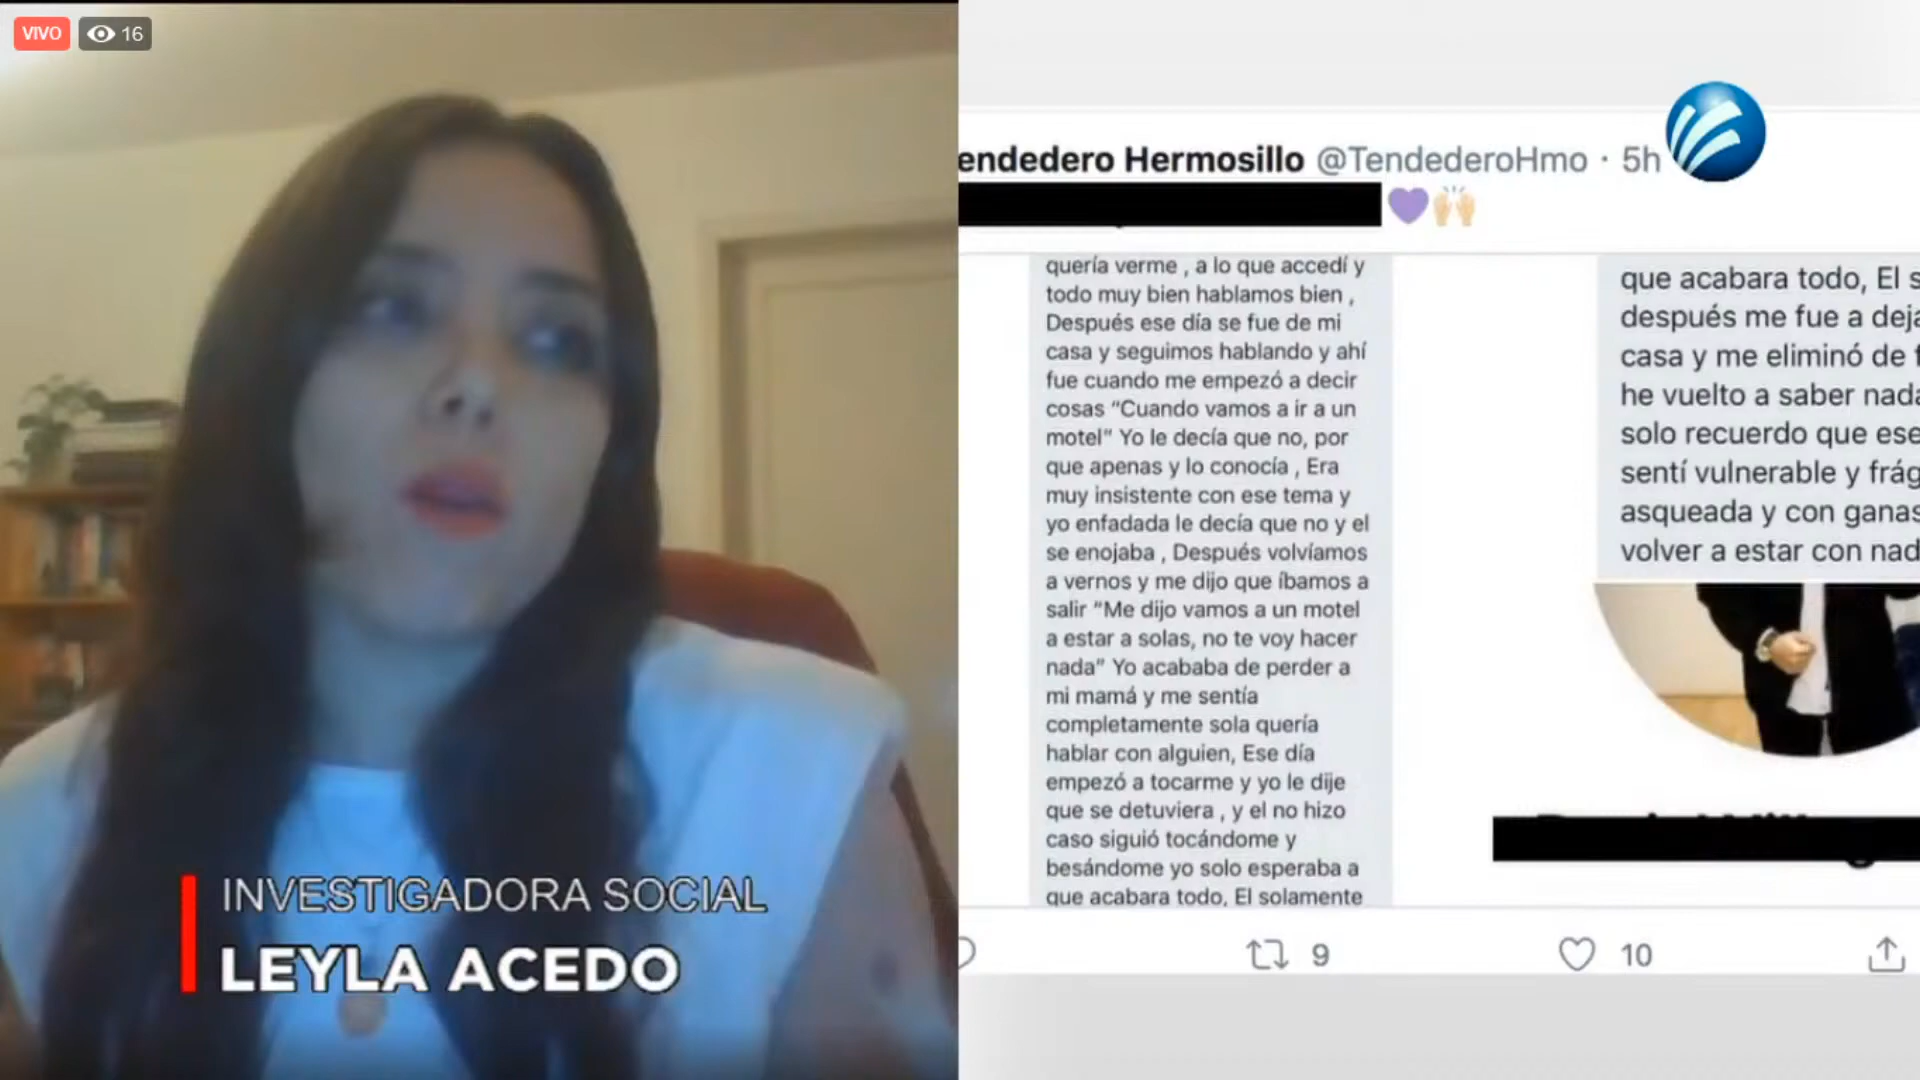 VIVO
16
INVESTIGADORA SOCIAL
LEYLA ACEDO
endedero Hermosillo @TendederoHmo · 5h
quería verme , a lo que accedí y
todo muy bien hablamos bien ,
Después ese día se fue de mi
casa y seguimos hablando y ahí
fue cuando me empezó a decir
cosas “Cuando vamos a ir a un
motel” Yo le decía que no, por
que apenas y lo conocía , Era
muy insistente con ese tema y
yo enfadada le decía que no y el
se enojaba , Después volvíamos
a vernos y me dijo que íbamos a
salir “Me dijo vamos a un motel
a estar a solas, no te voy hacer
nada” Yo acababa de perder a
mi mamá y me sentía
completamente sola quería
hablar con alguien, Ese día
empezó a tocarme y yo le dije
que se detuviera , y el no hizo
caso siguió tocándome y
besándome yo solo esperaba a
que acabara todo, El solamente
que acabara todo, El s
después me fue a deja
casa y me eliminó de f
he vuelto a saber nada
solo recuerdo que ese
sentí vulnerable y frág
asqueada y con ganas
volver a estar con nad
9
10